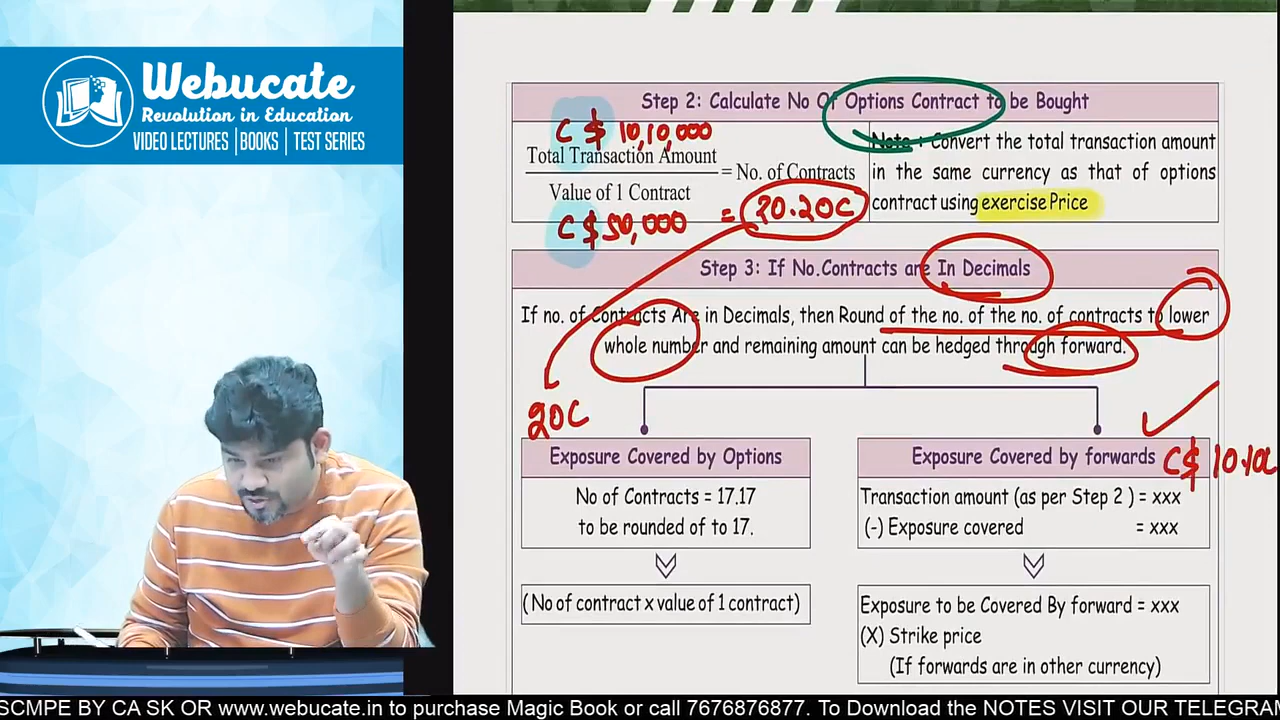 Webucate
Revolution in Education
VIDEO LECTURES | BOOKS | TEST SERIES
Step 2: Calculate No Of Options Contract to be Bought
C $ 10,10,000
Total Transaction Amount
Value of 1 Contract
= No. of Contracts
C $ 50,000 = 20.20C
Note : Convert the total transaction amount
in the same currency as that of options
contract using exercise Price
Step 3: If No.Contracts are In Decimals
If no. of Contracts Are in Decimals, then Round of the no. of the no. of contracts to lower
whole number and remaining amount can be hedged through forward.
20C
Exposure Covered by Options
No of Contracts = 17.17
to be rounded of to 17.
(No of contract x value of 1 contract)
Exposure Covered by forwards
C$
Transaction amount (as per Step 2 ) = xxx
(-) Exposure covered = xxx
Exposure to be Covered By forward = xxx
(X) Strike price
(If forwards are in other currency)
SCMPE BY CA SK OR www.webucate.in to purchase Magic Book or call 7676876877. To Download the NOTES VISIT OUR TELEGRA